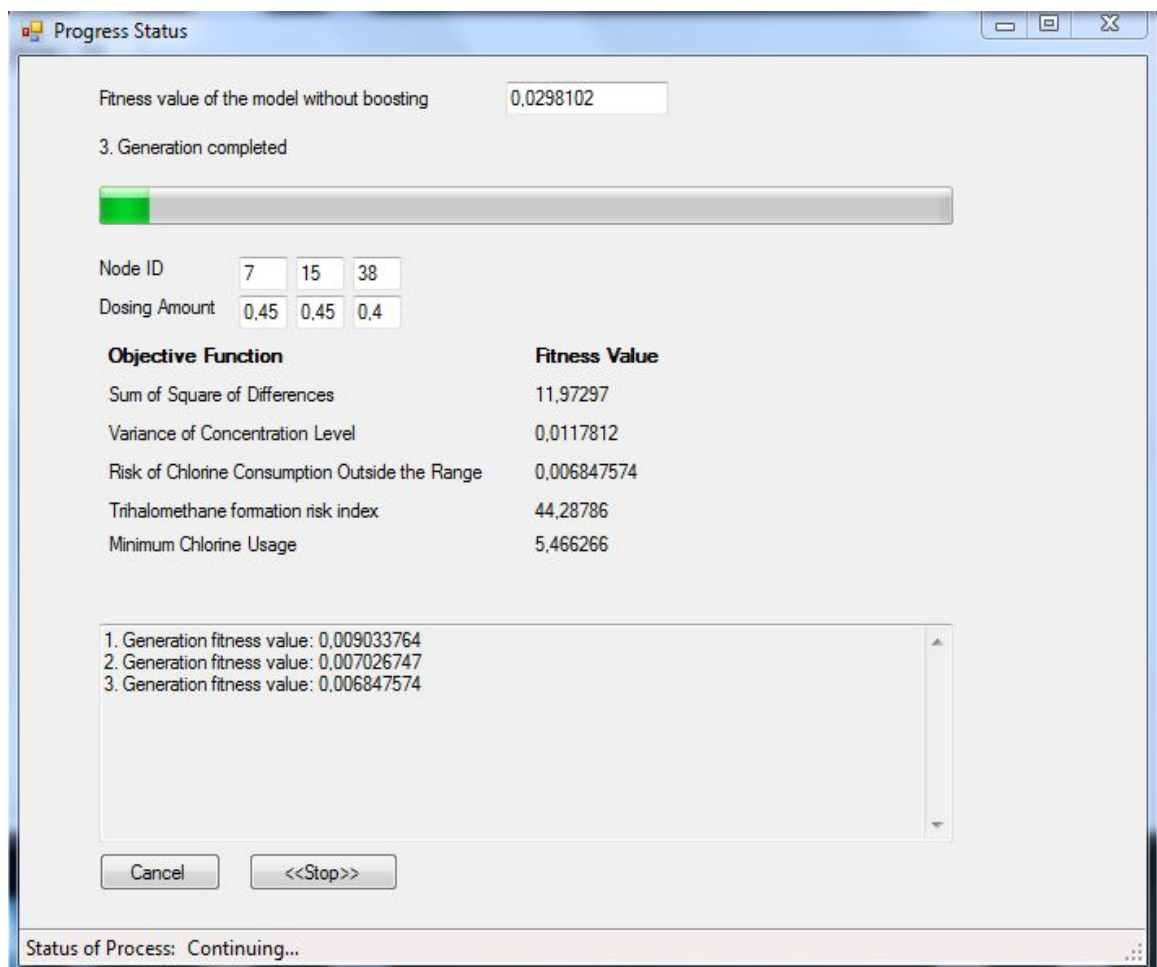 Progress Status
Fitness value of the model without boosting 0,0298102
3. Generation completed
Node ID 7 15 38
Dosing Amount 0,45 0,45 0,4
Objective Function Fitness Value
Sum of Square of Differences 11,97297
Variance of Concentration Level 0,0117812
Risk of Chlorine Consumption Outside the Range 0,006847574
Trihalomethane formation risk index 44,28786
Minimum Chlorine Usage 5,466266
1. Generation fitness value: 0,009033764
2. Generation fitness value: 0,007026747
3. Generation fitness value: 0,006847574
Cancel <<Stop>>
Status of Process: Continuing...